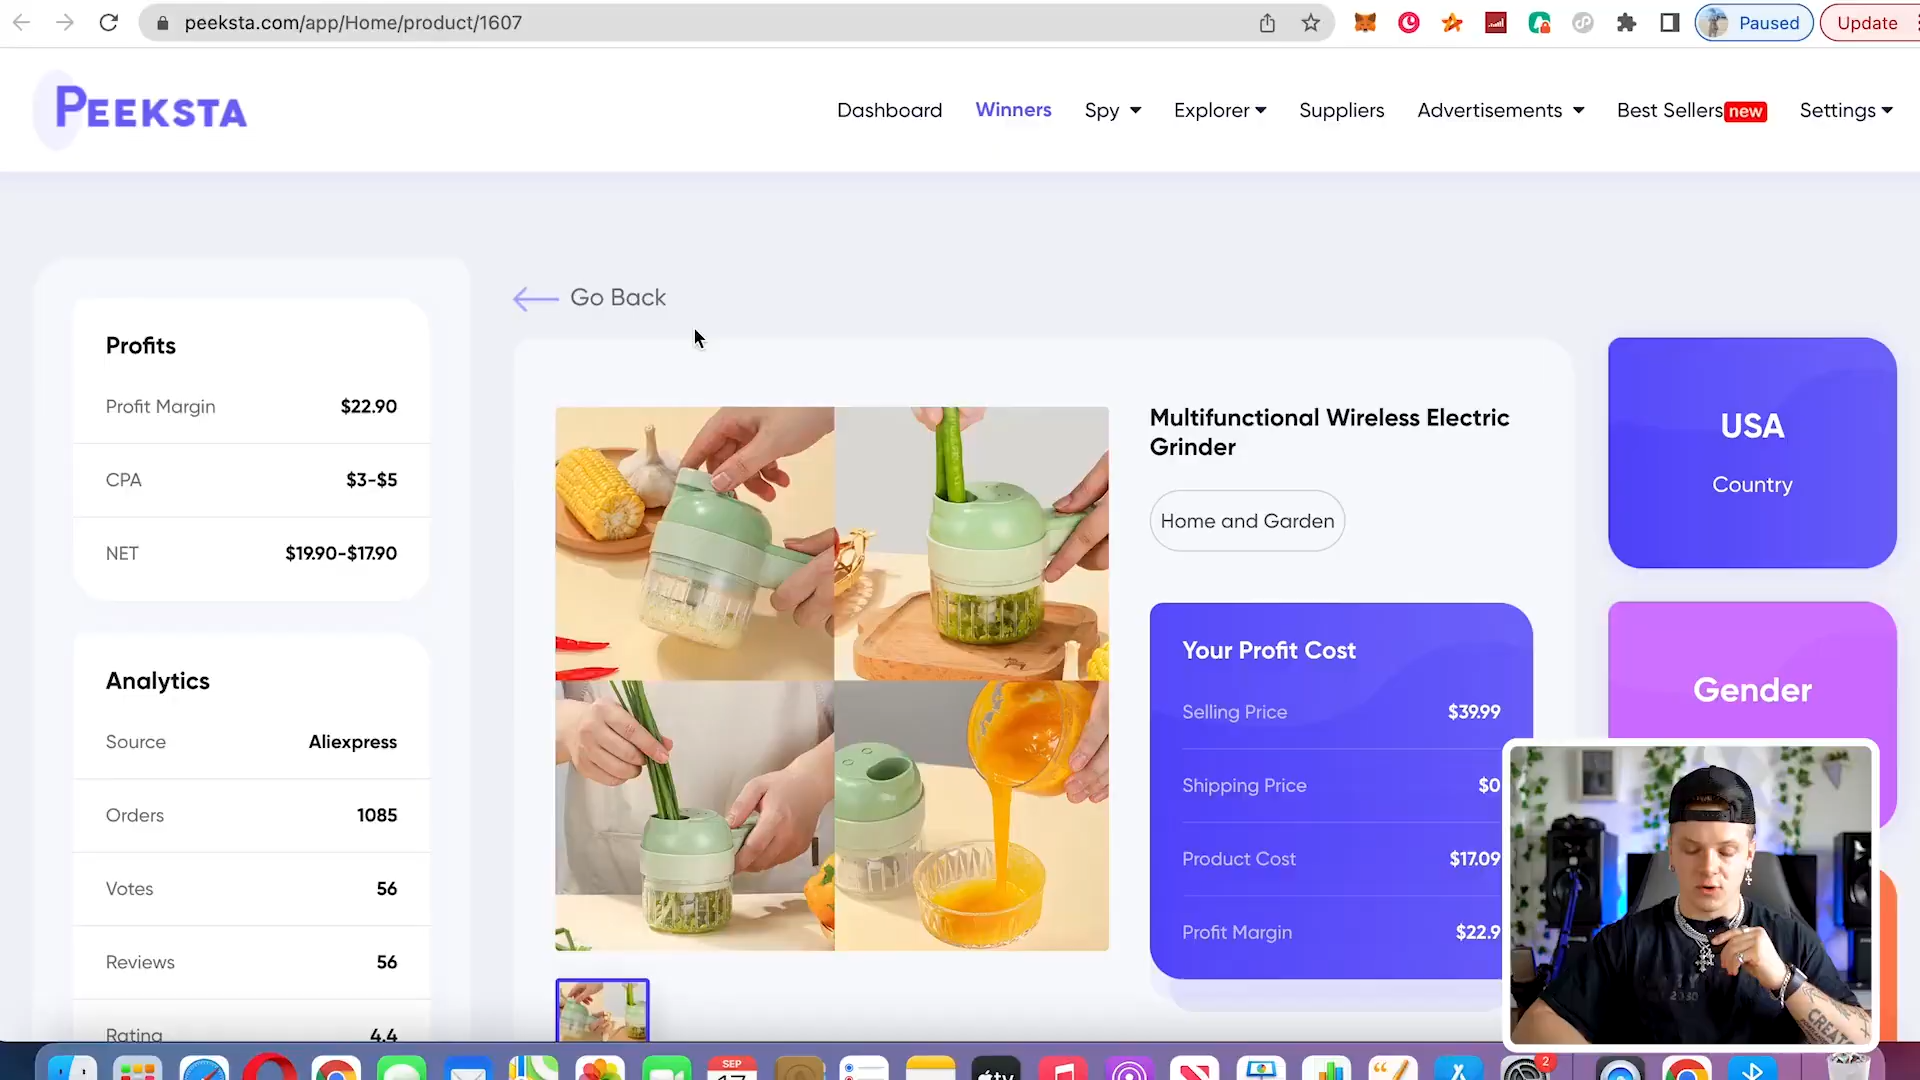 peeksta.com/app/Home/product/1607
Paused
Update
PEEKSTA
Dashboard
Winners
Spy
Explorer
Suppliers
Advertisements
Best Sellers new
Settings
Go Back
Profits
Profit Margin $22.90
CPA $3-$5
NET $19.90-$17.90
Analytics
Source Aliexpress
Orders 1085
Votes 56
Reviews 56
Rating 4.4
Multifunctional Wireless Electric
Grinder
Home and Garden
Your Profit Cost
Selling Price $39.99
Shipping Price $0
Product Cost $17.09
Profit Margin $22.9
USA
Country
Gender
SEP
17
tv
2